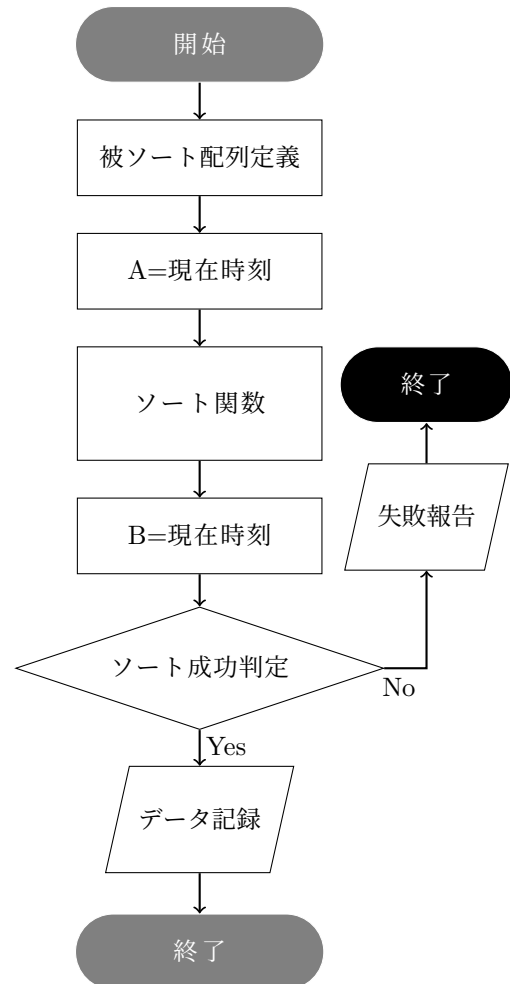 開始
被ソート配列定義
A=現在時刻
ソート関数
終了
B=現在時刻
失敗報告
ソート成功判定
No
Yes
データ記録
終了